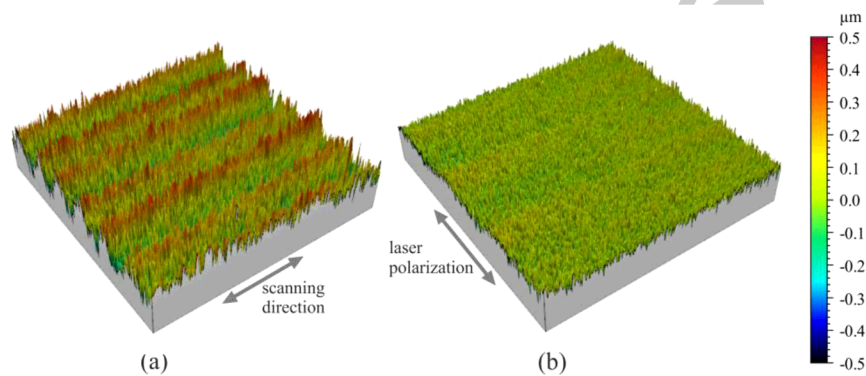 μm
0.5
0.4
0.3
0.2
0.1
0.0
-0.1
-0.2
-0.3
-0.4
-0.5
scanning
direction
laser
polarization
(a)
(b)